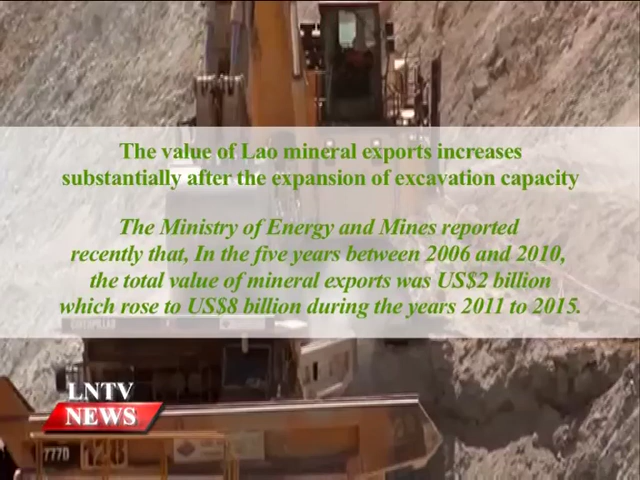 The value of Lao mineral exports increases
substantially after the expansion of excavation capacity
The Ministry of Energy and Mines reported
recently that, In the five years between 2006 and 2010,
the total value of mineral exports was US$2 billion
which rose to US$8 billion during the years 2011 to 2015.
CATERPILLAR
LNTV
NEWS
777D